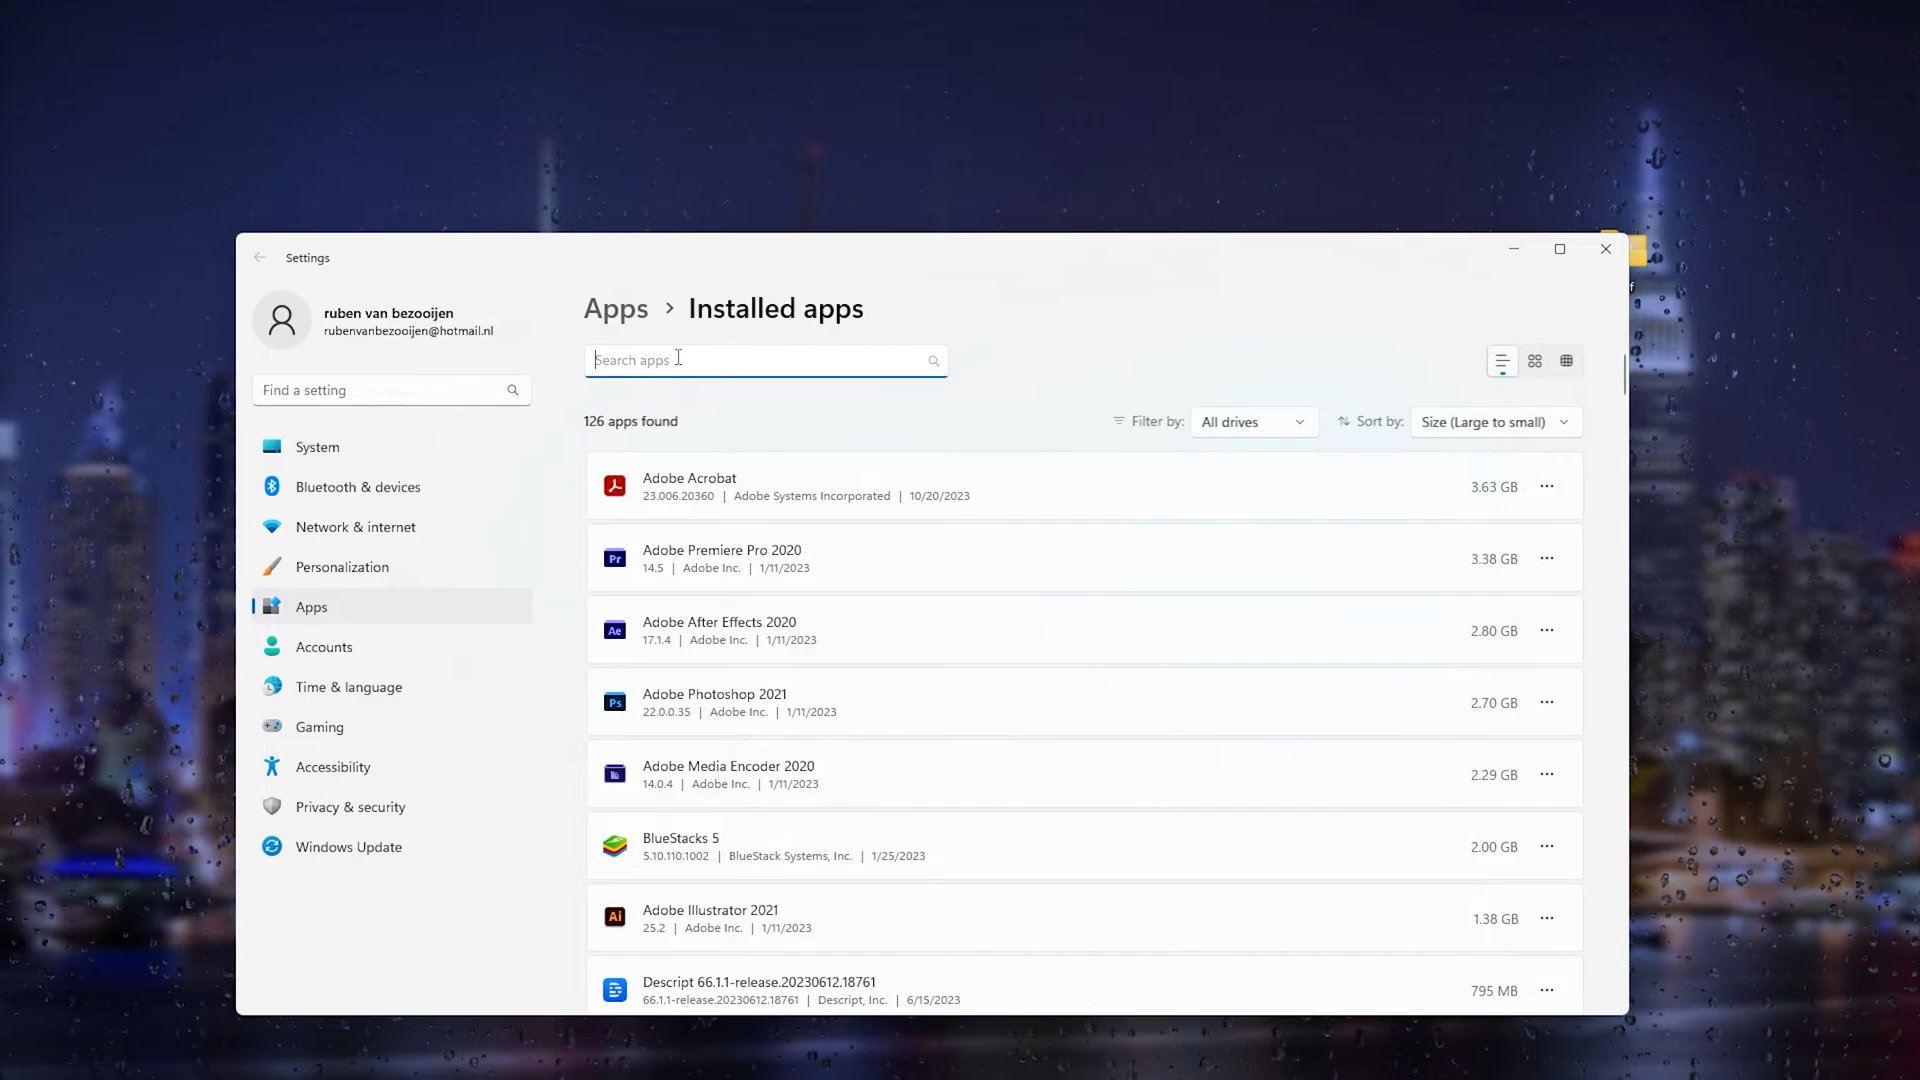 Settings
ruben van bezooijen
rubenvanbezooijen@hotmail.nl
Find a setting
System
Bluetooth & devices
Network & internet
Personalization
Apps
Accounts
Time & language
Gaming
Accessibility
Privacy & security
Windows Update
Apps > Installed apps
Search apps
126 apps found
Filter by: All drives
Sort by: Size (Large to small)
Adobe Acrobat
23.006.20360 | Adobe Systems Incorporated | 10/20/2023
3.63 GB
Pr
Adobe Premiere Pro 2020
14.5 | Adobe Inc. | 1/11/2023
3.38 GB
Ae
Adobe After Effects 2020
17.1.4 | Adobe Inc. | 1/11/2023
2.80 GB
Ps
Adobe Photoshop 2021
22.0.0.35 | Adobe Inc. | 1/11/2023
2.70 GB
Adobe Media Encoder 2020
14.0.4 | Adobe Inc. | 1/11/2023
2.29 GB
BlueStacks 5
5.10.110.1002 | BlueStack Systems, Inc. | 1/25/2023
2.00 GB
Ai
Adobe Illustrator 2021
25.2 | Adobe Inc. | 1/11/2023
1.38 GB
Descript 66.1.1-release.20230612.18761
66.1.1-release.20230612.18761 | Descript, Inc. | 6/15/2023
795 MB